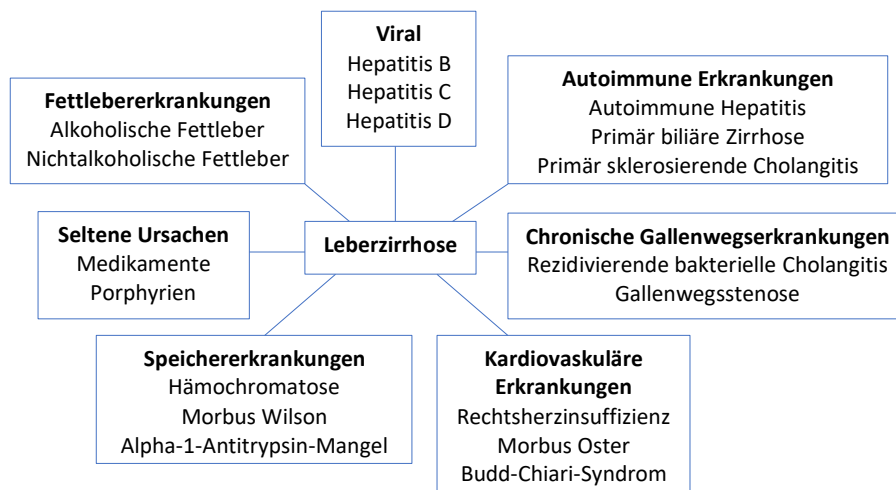 Viral
Hepatitis B
Hepatitis C
Hepatitis D
Autoimmune Erkrankungen
Autoimmune Hepatitis
Primär biliäre Zirrhose
Primär sklerosierende Cholangitis
Fettlebererkrankungen
Alkoholische Fettleber
Nichtalkoholische Fettleber
Seltene Ursachen
Medikamente
Porphyrien
Leberzirrhose
Chronische Gallenwegserkrankungen
Rezidivierende bakterielle Cholangitis
Gallenwegsstenose
Speichererkrankungen
Hämochromatose
Morbus Wilson
Alpha-1-Antitrypsin-Mangel
Kardiovaskuläre
Erkrankungen
Rechtsherzinsuffizienz
Morbus Oster
Budd-Chiari-Syndrom